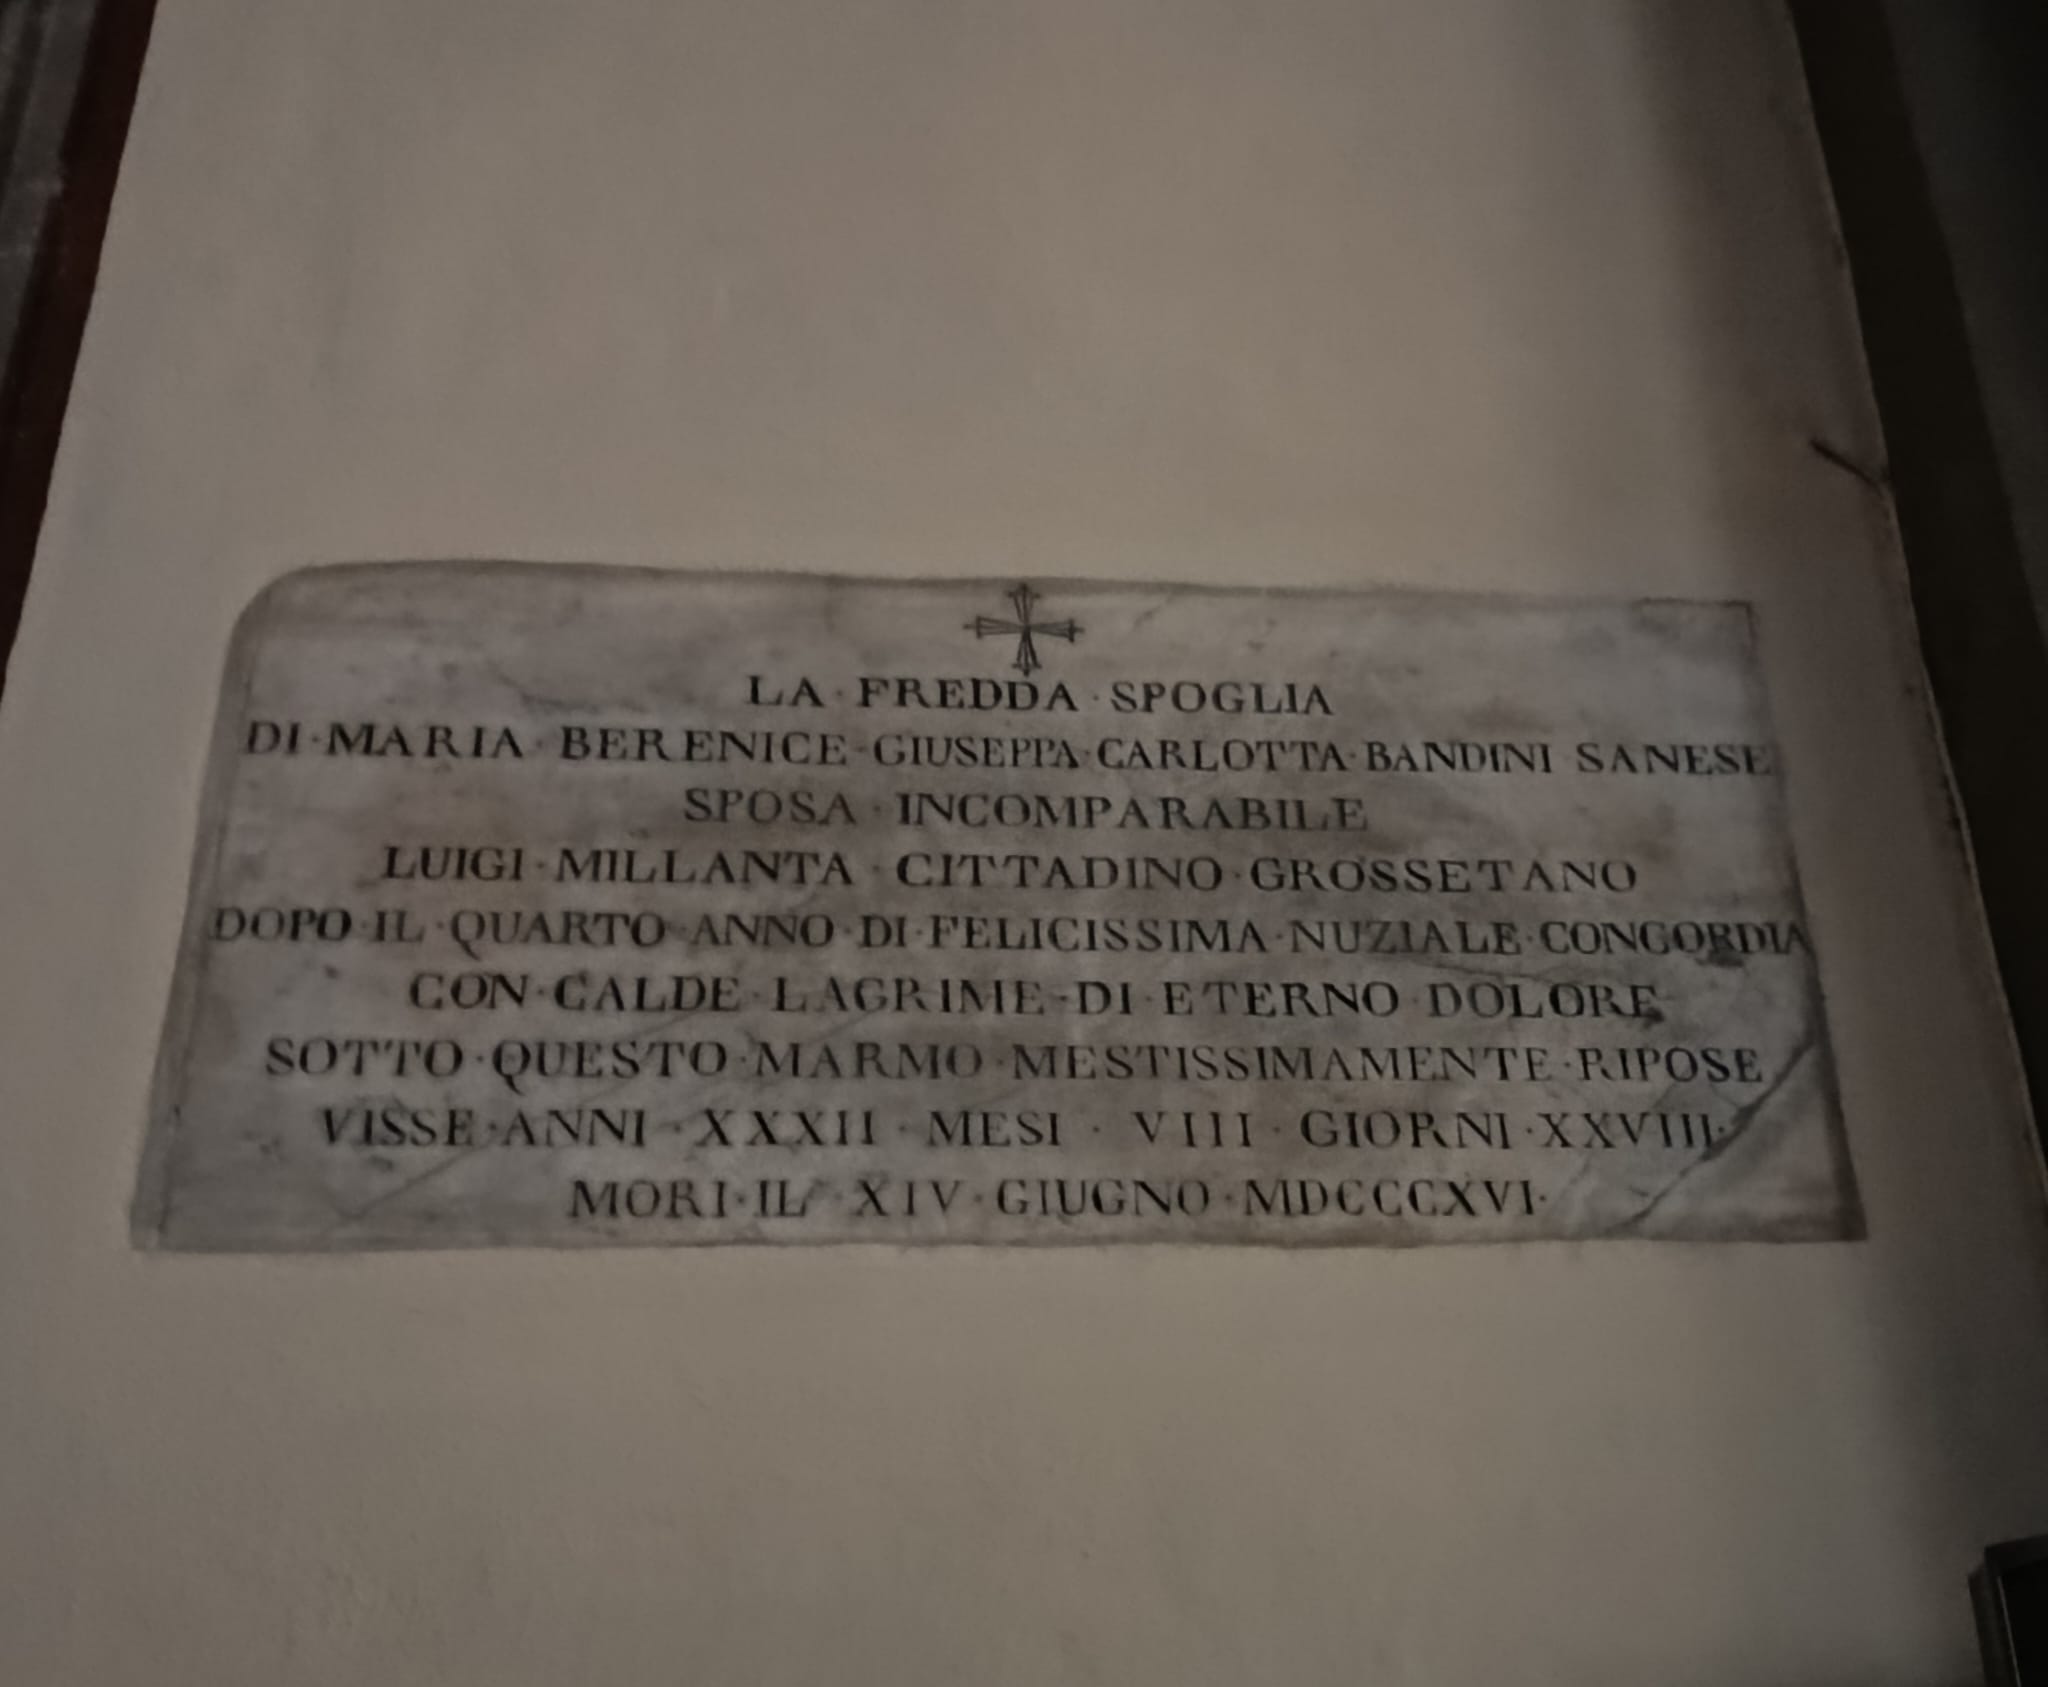 LA · FREDDA · SPOGLIA
DI · MARIA · BERENICE · GIUSEPPA · CARLOTTA · BANDINI SANESE
SPOSA · INCOMPARABILE
LUIGI · MILLANTA · CITTADINO · GROSSETANO
DOPO · IL · QUARTO · ANNO · DI · FELICISSIMA · NUZIALE · CONCORDIA
CON · CALDE · LAGRIME · DI · ETERNO · DOLORE
SOTTO · QUESTO · MARMO · MESTISSIMAMENTE · RIPOSE
VISSE · ANNI · XXXII · MESI · VIII · GIORNI · XXVIII ·
MORI · IL · XIV · GIUGNO · MDCCCXVI ·